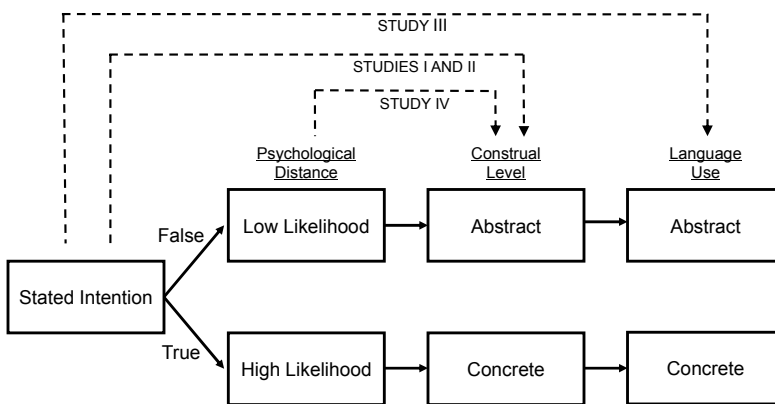 STUDY III
STUDIES I AND II
STUDY IV
Psychological
Distance
Construal
Level
Language
Use
False
Low Likelihood
Abstract
Abstract
Stated Intention
True
High Likelihood
Concrete
Concrete